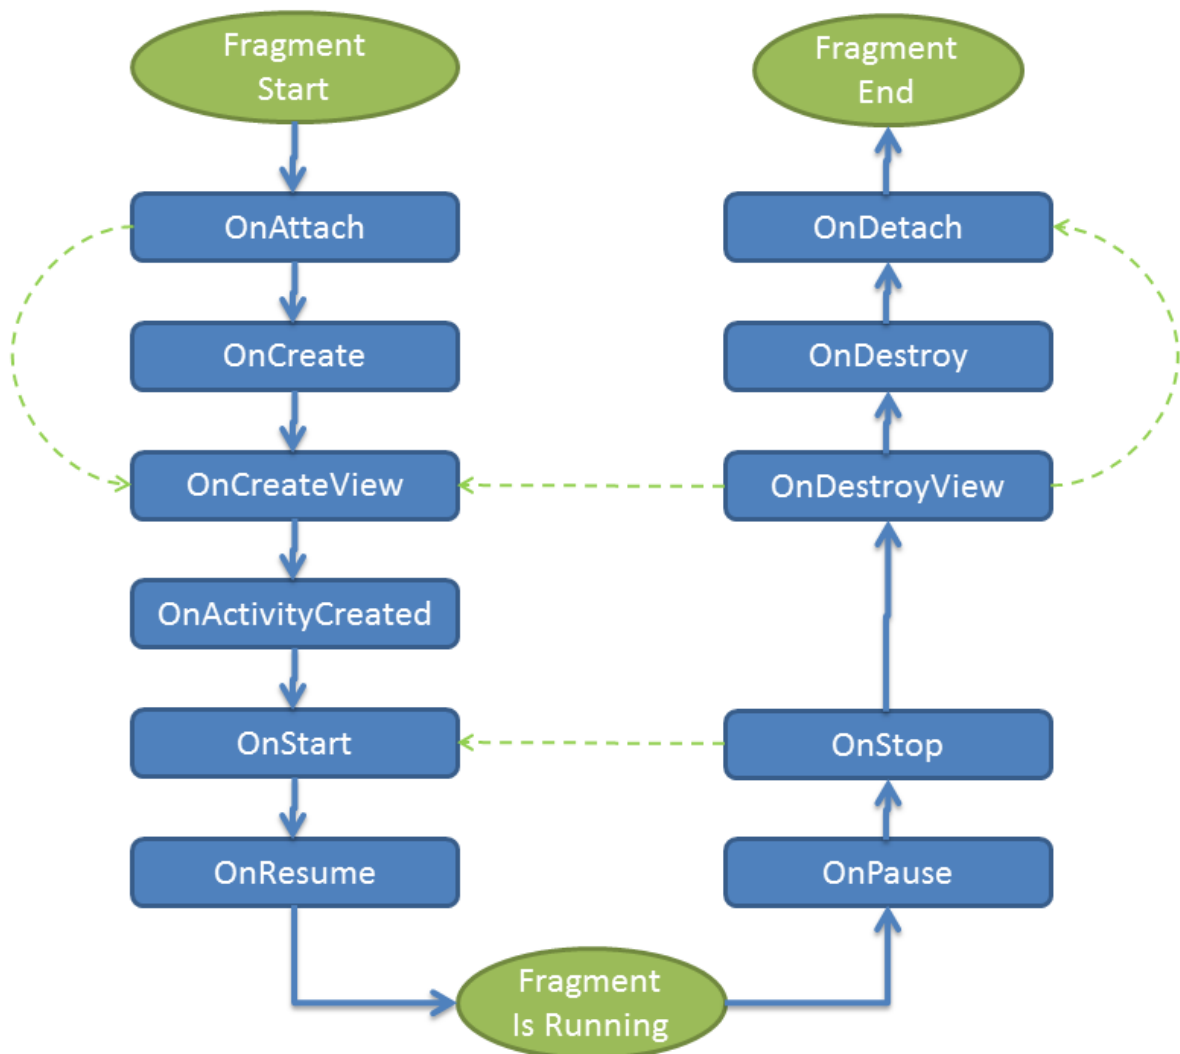 Fragment
Start
OnAttach
OnCreate
OnCreateView
OnActivityCreated
OnStart
OnResume
Fragment
Is Running
Fragment
End
OnDetach
OnDestroy
OnDestroyView
OnStop
OnPause